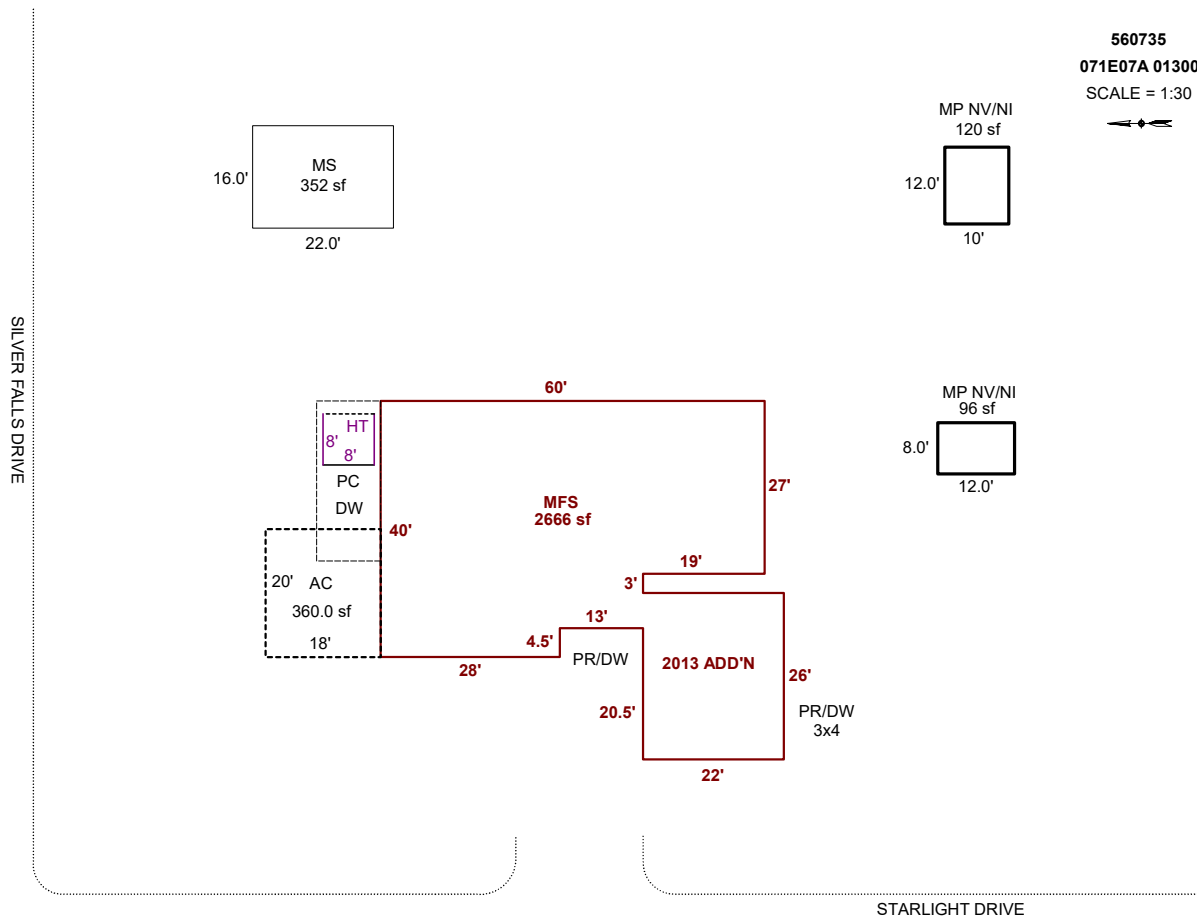 560735
071E07A 01300
SCALE = 1:30
MP NV/NI
120 sf
12.0'
10'
MS
352 sf
16.0'
22.0'
SILVER FALLS DRIVE
60'
HT
8'
8'
PC
DW
MFS
2666 sf
27'
40'
MP NV/NI
96 sf
8.0'
12.0'
19'
3'
20'
AC
360.0 sf
18'
13'
4.5'
28'
PR/DW
2013 ADD'N
26'
20.5'
PR/DW
3x4
22'
STARLIGHT DRIVE